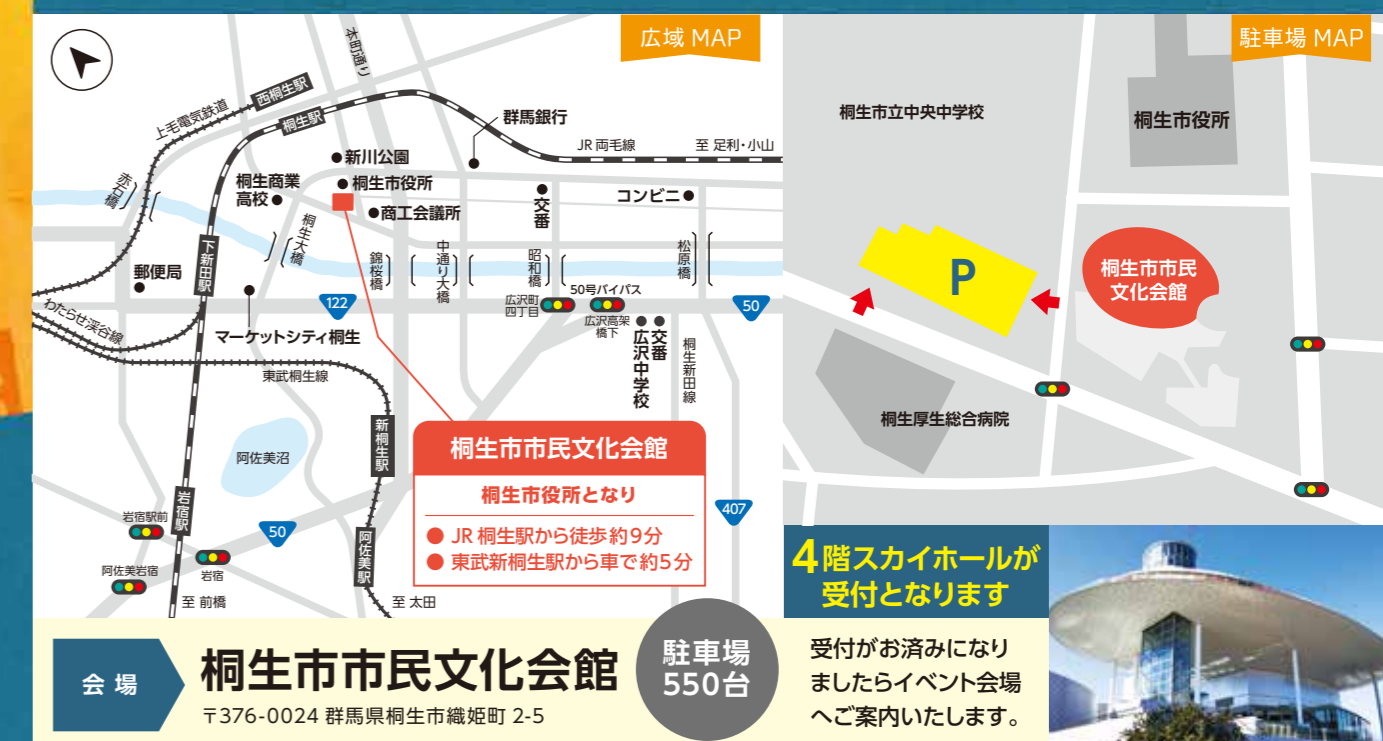 広域 MAP
本町通り
西桐生駅
上毛電気鉄道
桐生駅
群馬銀行
JR 両毛線
至 足利・小山
新川公園
桐生商業
高校
桐生市役所
商工会議所
交番
コンビニ
赤石橋
桐生大橋
錦桜橋
中通り大橋
昭和橋
松原橋
下新田駅
郵便局
122
広沢町
四丁目
50号バイパス
広沢高架
橋下
50
わたらせ渓谷線
マーケットシティ桐生
広沢中学校
交番
桐生新田線
東武桐生線
新桐生駅
阿佐美沼
岩宿駅
岩宿駅前
50
阿佐美駅
407
阿佐美岩宿
岩宿
至 前橋
至 太田
桐生市市民文化会館
桐生市役所となり
● JR 桐生駅から徒歩約9分
● 東武新桐生駅から車で約5分
駐車場 MAP
桐生市立中央中学校
桐生市役所
P
桐生市市民
文化会館
桐生厚生総合病院
4階スカイホールが
受付となります
会 場
桐生市市民文化会館
〒376-0024 群馬県桐生市織姫町 2-5
駐車場
550台
受付がお済みになり
ましたらイベント会場
へご案内いたします。